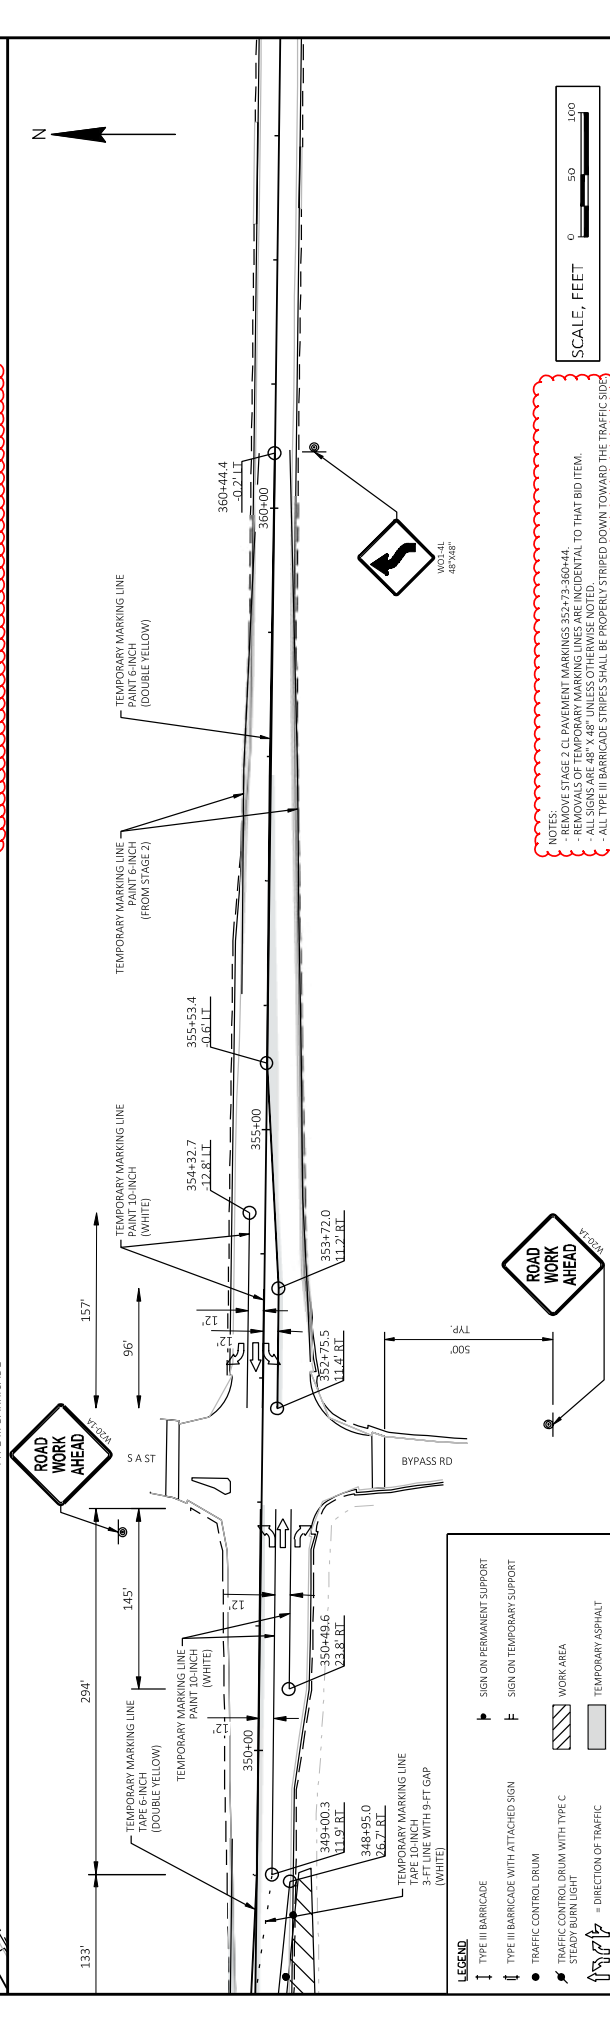 N
SCALE, FEET
0 50 100
360+44.4
-0.2' LT
360+00
WO1-4L
48"X48"
NOTES:
- REMOVE STAGE 2 CL PAVEMENT MARKINGS 352+73-360+44.
- REMOVALS OF TEMPORARY MARKING LINES ARE INCIDENTAL TO THAT BID ITEM.
- ALL SIGNS ARE 48" X 48" UNLESS OTHERWISE NOTED.
- ALL TYPE III BARRICADE STRIPES SHALL BE PROPERLY STRIPED DOWN TOWARD THE TRAFFIC SIDE.
TEMPORARY MARKING LINE
PAINT 6-INCH
(DOUBLE YELLOW)
TEMPORARY MARKING LINE
PAINT 6-INCH
(FROM STAGE 2)
355+53.4
-0.6' LT
355+00
TEMPORARY MARKING LINE
PAINT 10-INCH
(WHITE)
354+32.7
-12.8' LT
353+72.0
11.2' RT
352+75.5
11.4' RT
157'
96'
12'
12'
500'
TYP.
ROAD
WORK
AHEAD
W20-1A
ROAD
WORK
AHEAD
W20-1A
S A ST
BYPASS RD
294'
145'
133'
12'
12'
TEMPORARY MARKING LINE
TAPE 6-INCH
(DOUBLE YELLOW)
TEMPORARY MARKING LINE
PAINT 10-INCH
(WHITE)
350+00
350+49.6
23.8' RT
349+00.3
11.9' RT
348+95.0
26.7' RT
TEMPORARY MARKING LINE
TAPE 10-INCH
3-FT LINE WITH 9-FT GAP
(WHITE)
LEGEND
TYPE III BARRICADE
TYPE III BARRICADE WITH ATTACHED SIGN
TRAFFIC CONTROL DRUM
TRAFFIC CONTROL DRUM WITH TYPE C
STEADY BURN LIGHT
= DIRECTION OF TRAFFIC
SIGN ON PERMANENT SUPPORT
SIGN ON TEMPORARY SUPPORT
WORK AREA
TEMPORARY ASPHALT